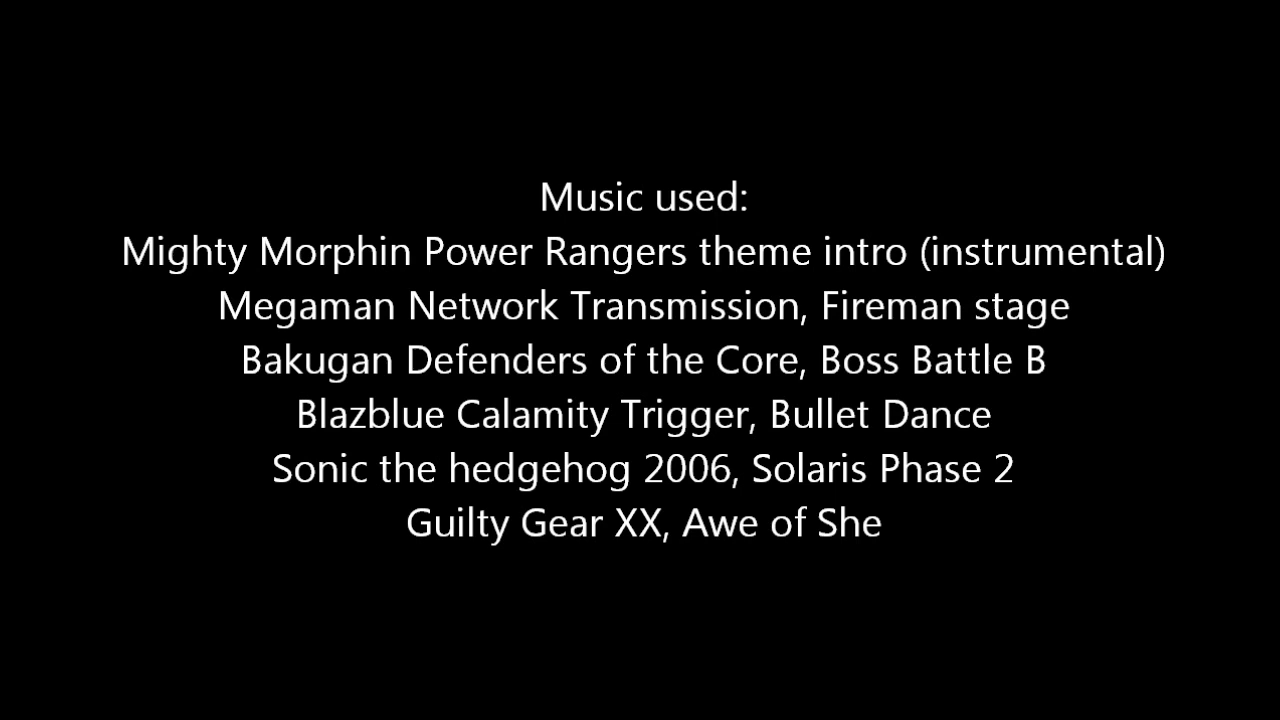 Music used:
Mighty Morphin Power Rangers theme intro (instrumental)
Megaman Network Transmission, Fireman stage
Bakugan Defenders of the Core, Boss Battle B
Blazblue Calamity Trigger, Bullet Dance
Sonic the hedgehog 2006, Solaris Phase 2
Guilty Gear XX, Awe of She